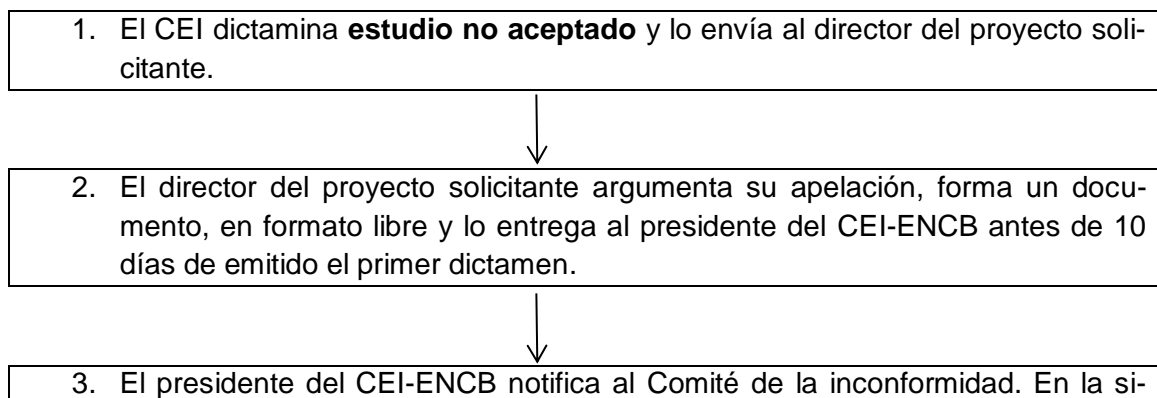 1. El CEI dictamina estudio no aceptado y lo envía al director del proyecto soli-
citante.
2. El director del proyecto solicitante argumenta su apelación, forma un docu-
mento, en formato libre y lo entrega al presidente del CEI-ENCB antes de 10
días de emitido el primer dictamen.
3. El presidente del CEI-ENCB notifica al Comité de la inconformidad. En la si-